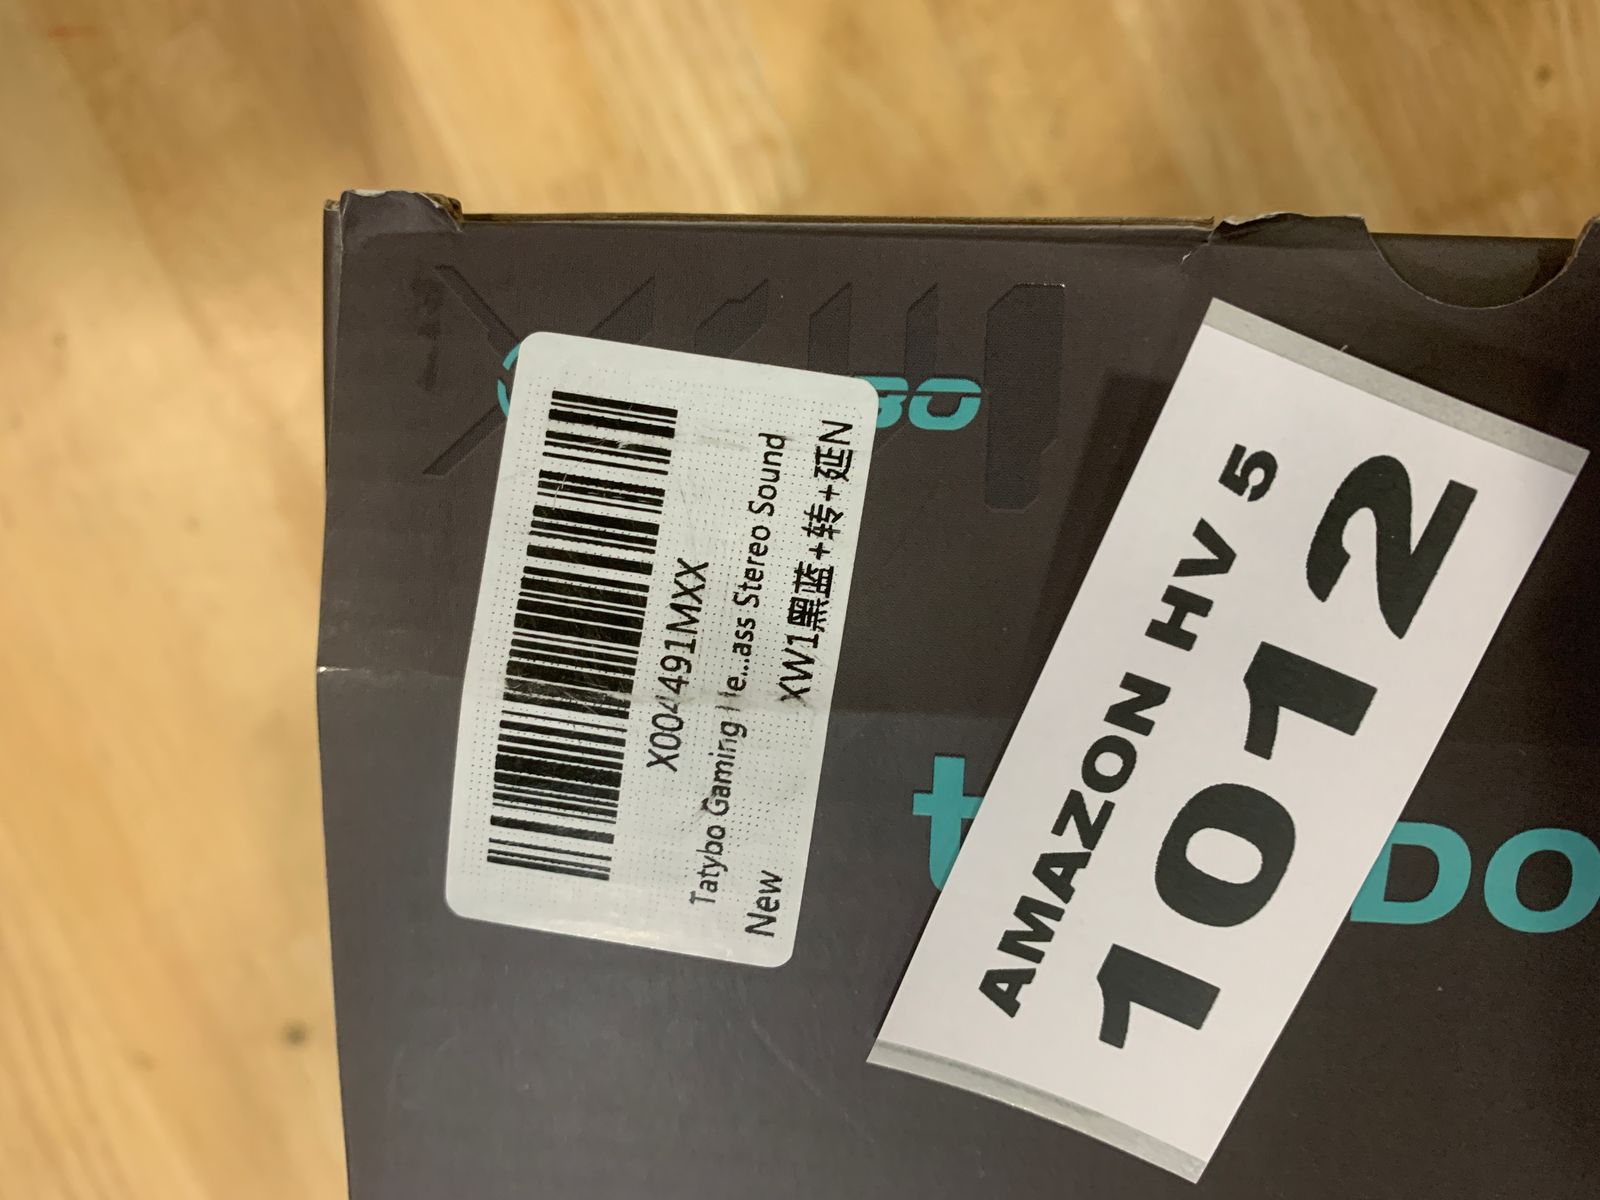 X004491MXX
Tatybo Gaming He...ass Stereo Sound
New
XW1黑蓝+转+延N
AMAZON HV 5
1012